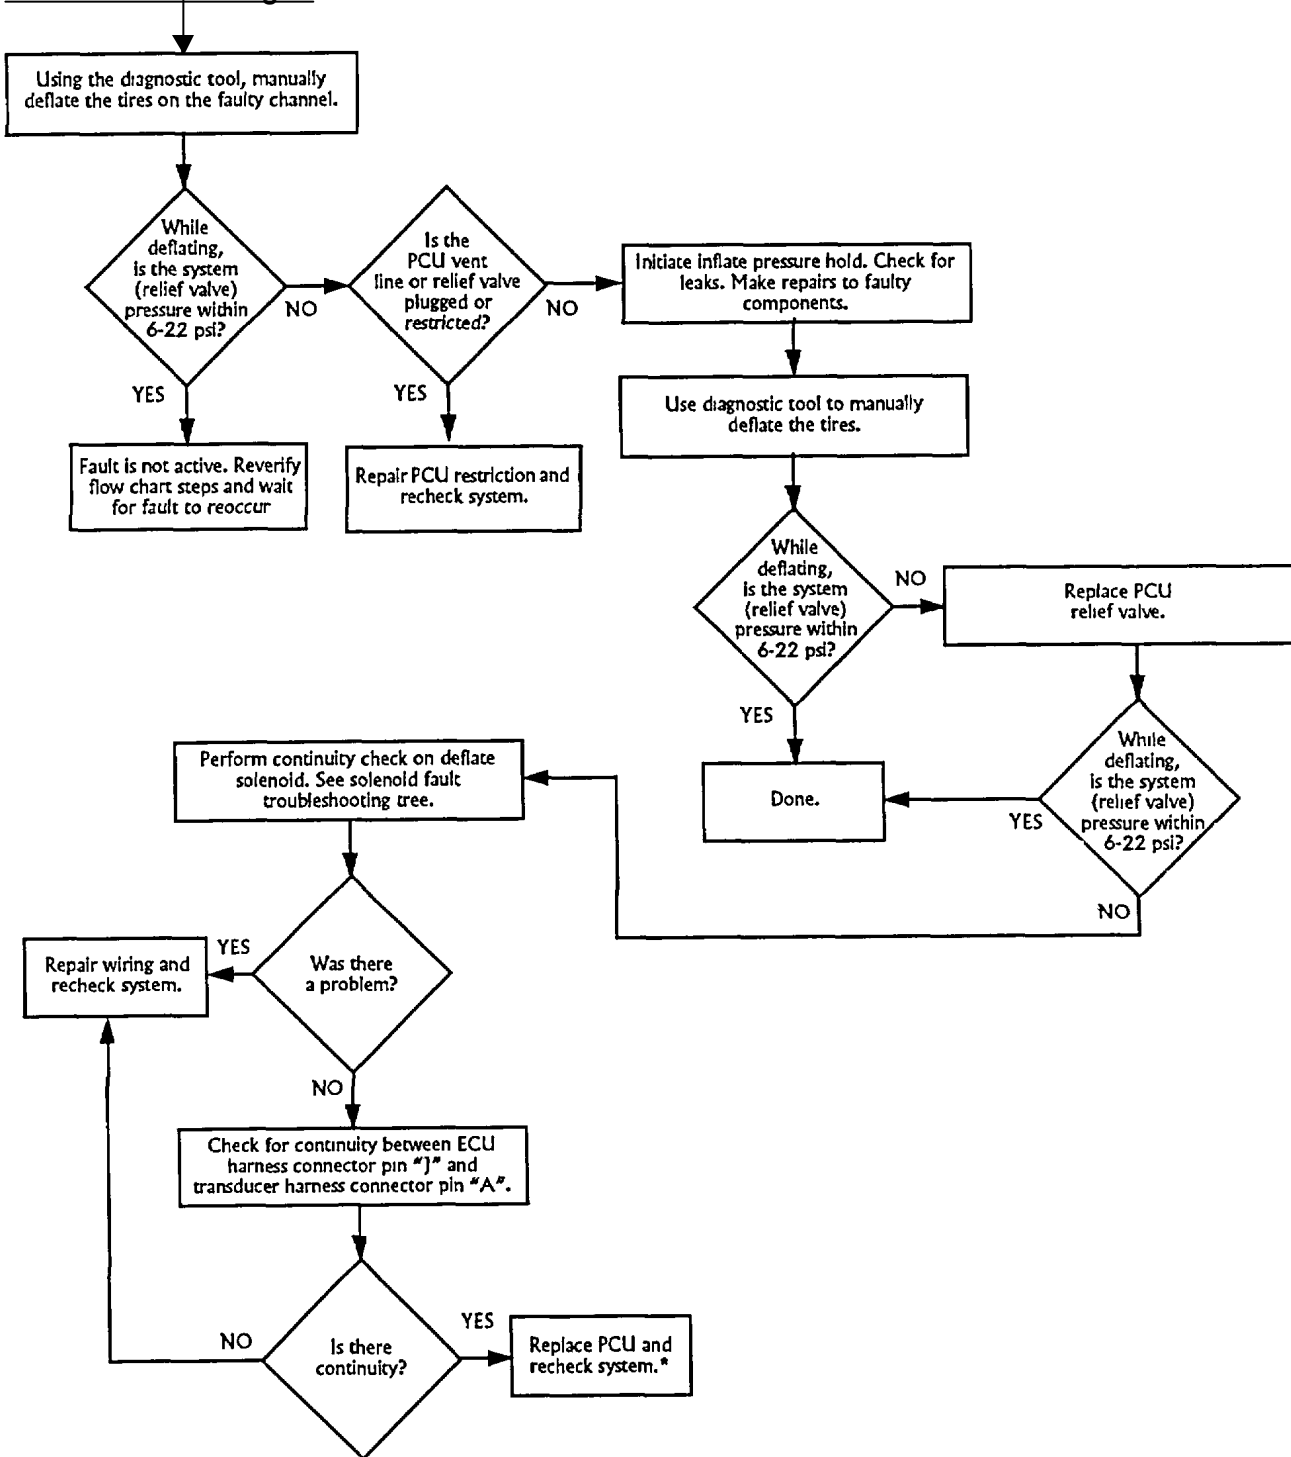 Using the diagnostic tool, manually
deflate the tires on the faulty channel.
While
deflating,
is the system
(relief valve)
pressure within
6-22 psi?
NO
YES
Is the
PCU vent
line or relief valve
plugged or
restricted?
NO
YES
Initiate inflate pressure hold. Check for
leaks. Make repairs to faulty
components.
Use diagnostic tool to manually
deflate the tires.
Fault is not active. Reverify
flow chart steps and wait
for fault to reoccur
Repair PCU restriction and
recheck system.
While
deflating,
is the system
(relief valve)
pressure within
6-22 psi?
NO
YES
Replace PCU
relief valve.
While
deflating,
is the system
(relief valve)
pressure within
6-22 psi?
YES
NO
Done.
Perform continuity check on deflate
solenoid. See solenoid fault
troubleshooting tree.
Was there
a problem?
YES
NO
Repair wiring and
recheck system.
Check for continuity between ECU
harness connector pin "J" and
transducer harness connector pin "A".
Is there
continuity?
NO
YES
Replace PCU and
recheck system.*